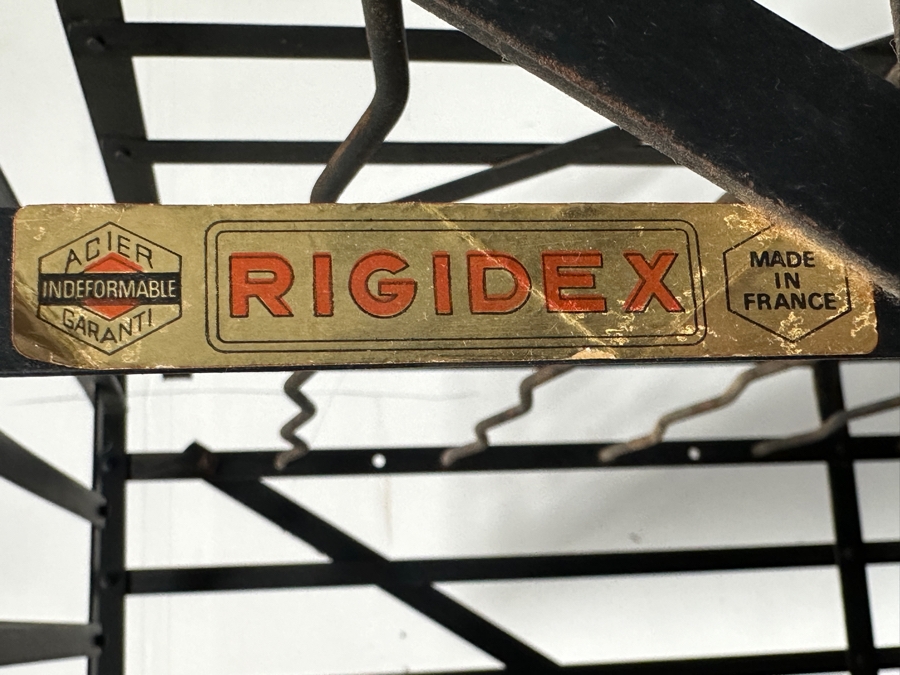 ACIER
INDEFORMABLE
GARANTI
RIGIDEX
MADE
IN
FRANCE